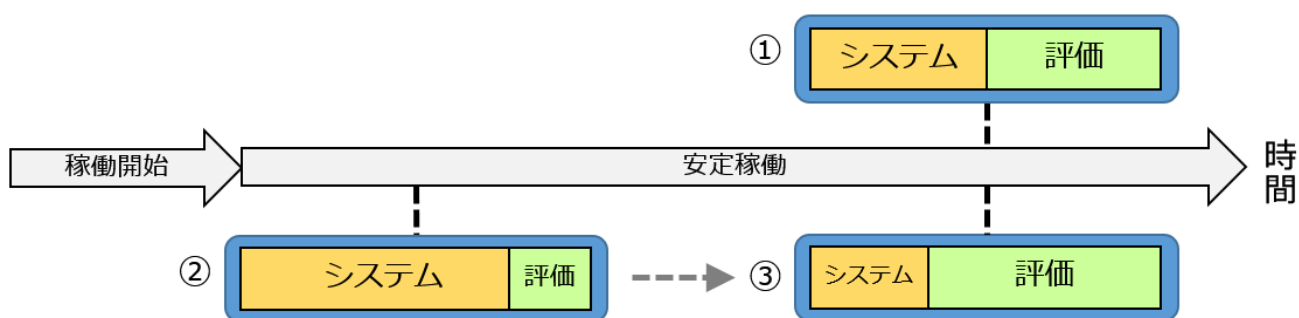 ① システム 評価
稼働開始 安定稼働 時間
② システム 評価 ③ システム 評価